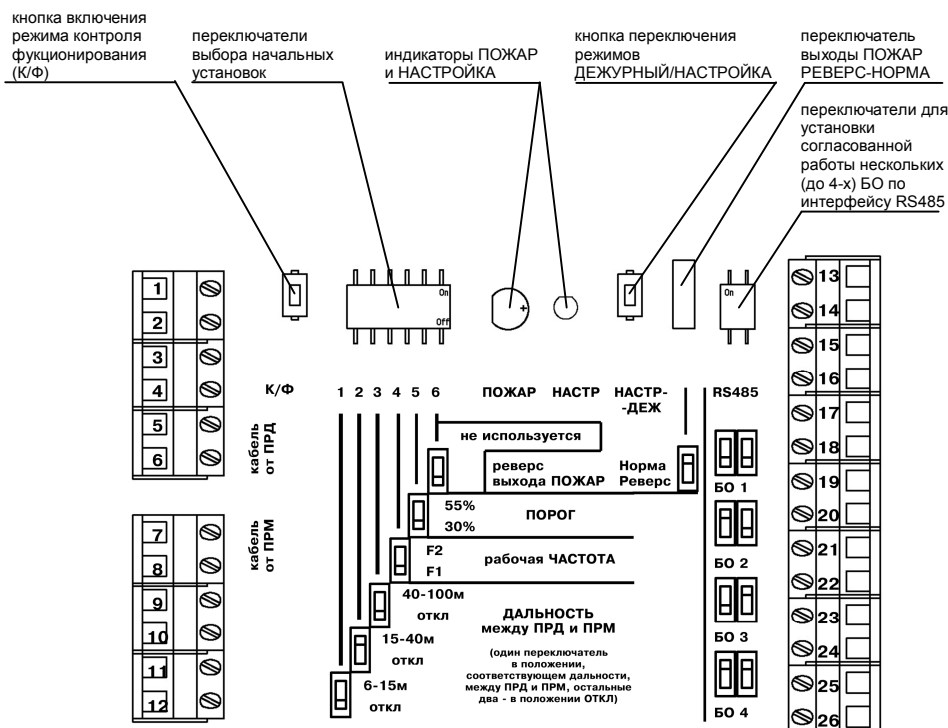 кнопка включения
режима контроля
фукционирования
(К/Ф)
переключатели
выбора начальных
установок
индикаторы ПОЖАР
и НАСТРОЙКА
кнопка переключения
режимов
ДЕЖУРНЫЙ/НАСТРОЙКА
переключатель
выходы ПОЖАР
РЕВЕРС-НОРМА
переключатели для
установки
согласованной
работы нескольких
(до 4-х) БО по
интерфейсу RS485
1
2
3
4
5
6
кабель
от ПРД
7
8
9
10
11
12
кабель
от ПРМ
On
Off
+
On
К/Ф
1 2 3 4 5 6
ПОЖАР
НАСТР
НАСТР-
-ДЕЖ
RS485
не используется
реверс
выхода ПОЖАР
Норма
Реверс
55%
30%
ПОРОГ
F2
F1
рабочая ЧАСТОТА
40-100м
откл
15-40м
откл
6-15м
откл
ДАЛЬНОСТЬ
между ПРД и ПРМ
(один переключатель
в положении,
соответствующем дальности,
между ПРД и ПРМ, остальные
два - в положении ОТКЛ)
БО 1
БО 2
БО 3
БО 4
13
14
15
16
17
18
19
20
21
22
23
24
25
26